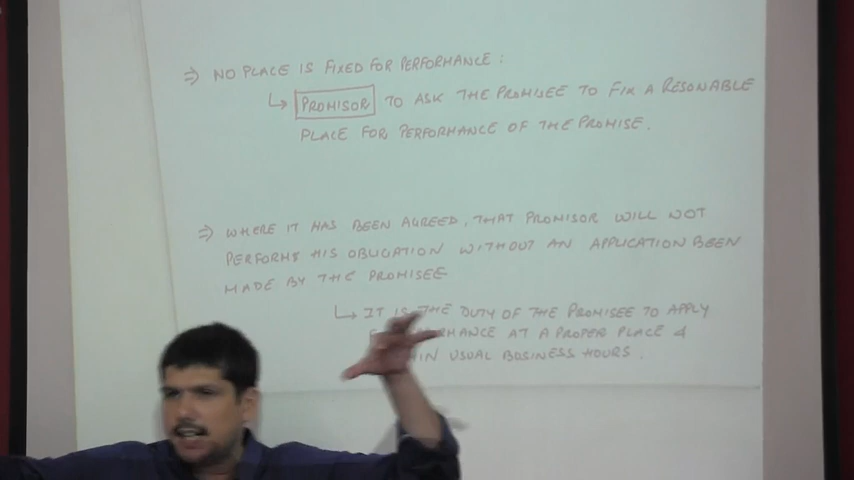 ⇒ NO PLACE IS FIXED FOR PERFORMANCE :
↳ PROMISOR TO ASK THE PROMISEE TO FIX A RESONABLE
PLACE FOR PERFORMANCE OF THE PROMISE .
⇒ WHERE IT HAS BEEN AGREED, THAT PROMISOR WILL NOT
PERFORM HIS OBLIGATION WITHOUT AN APPLICATION BEEN
MADE BY THE PROMISEE
↳ IT IS THE DUTY OF THE PROMISEE TO APPLY
AT A PROPER PLACE &
USUAL BUSINESS HOURS .